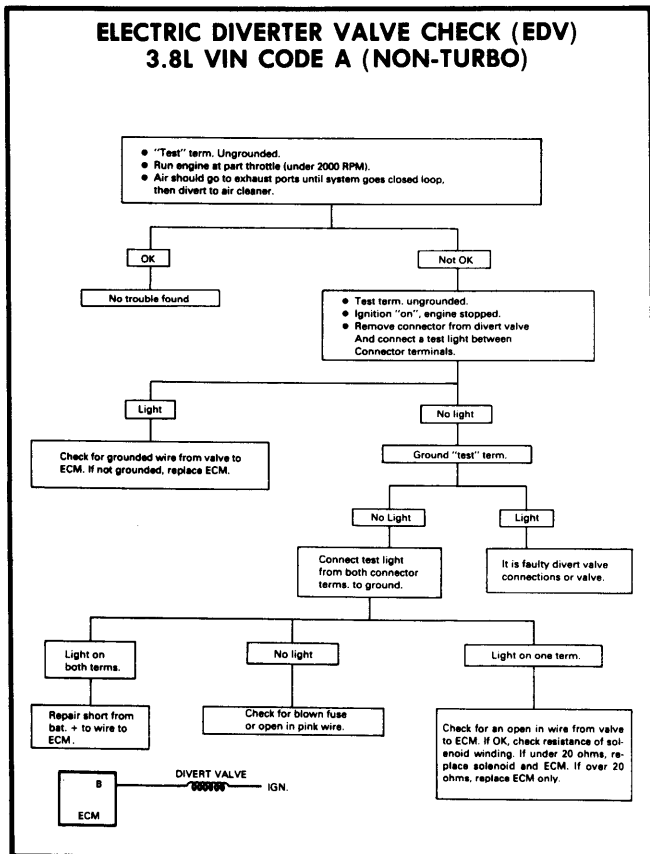 ELECTRIC DIVERTER VALVE CHECK (EDV)
3.8L VIN CODE A (NON-TURBO)
● "Test" term. Ungrounded.
● Run engine at part throttle (under 2000 RPM).
● Air should go to exhaust ports until system goes closed loop,
then divert to air cleaner.
OK
Not OK
No trouble found
● Test term. ungrounded.
● Ignition "on", engine stopped.
● Remove connector from divert valve
And connect a test light between
Connector terminals.
Light
No light
Check for grounded wire from valve to
ECM. If not grounded, replace ECM.
Ground "test" term.
No Light
Light
Connect test light
from both connector
terms. to ground.
It is faulty divert valve
connections or valve.
Light on
both terms.
No light
Light on one term.
Repair short from
bat. + to wire to
ECM.
Check for blown fuse
or open in pink wire.
Check for an open in wire from valve
to ECM. If OK, check resistance of sol-
enoid winding. If under 20 ohms, re-
place solenoid and ECM. If over 20
ohms, replace ECM only.
B
ECM
DIVERT VALVE
IGN.